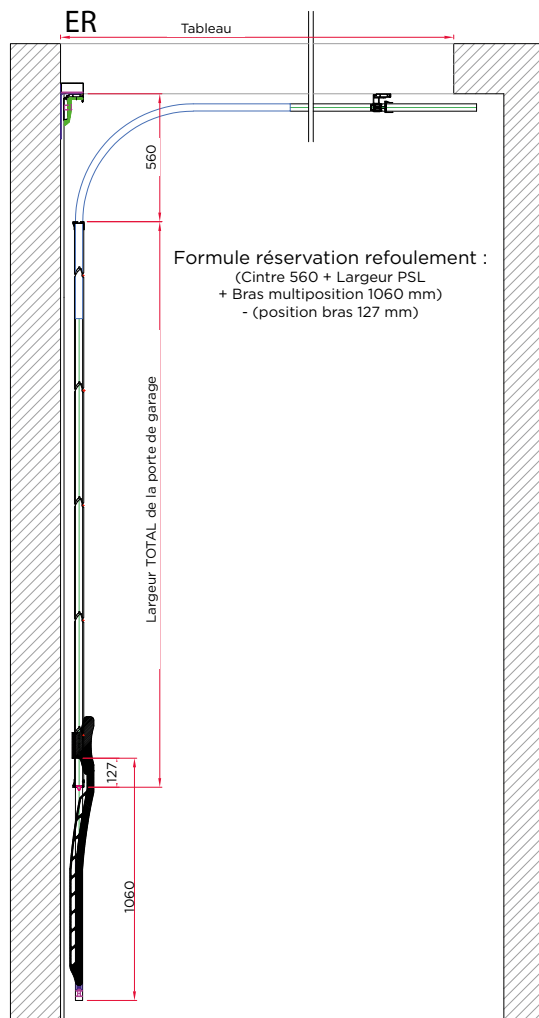 ER
Tableau
560
Formule réservation refoulement :
(Cintre 560 + Largeur PSL
+ Bras multiposition 1060 mm)
- (position bras 127 mm)
Largeur TOTAL de la porte de garage
127
1060